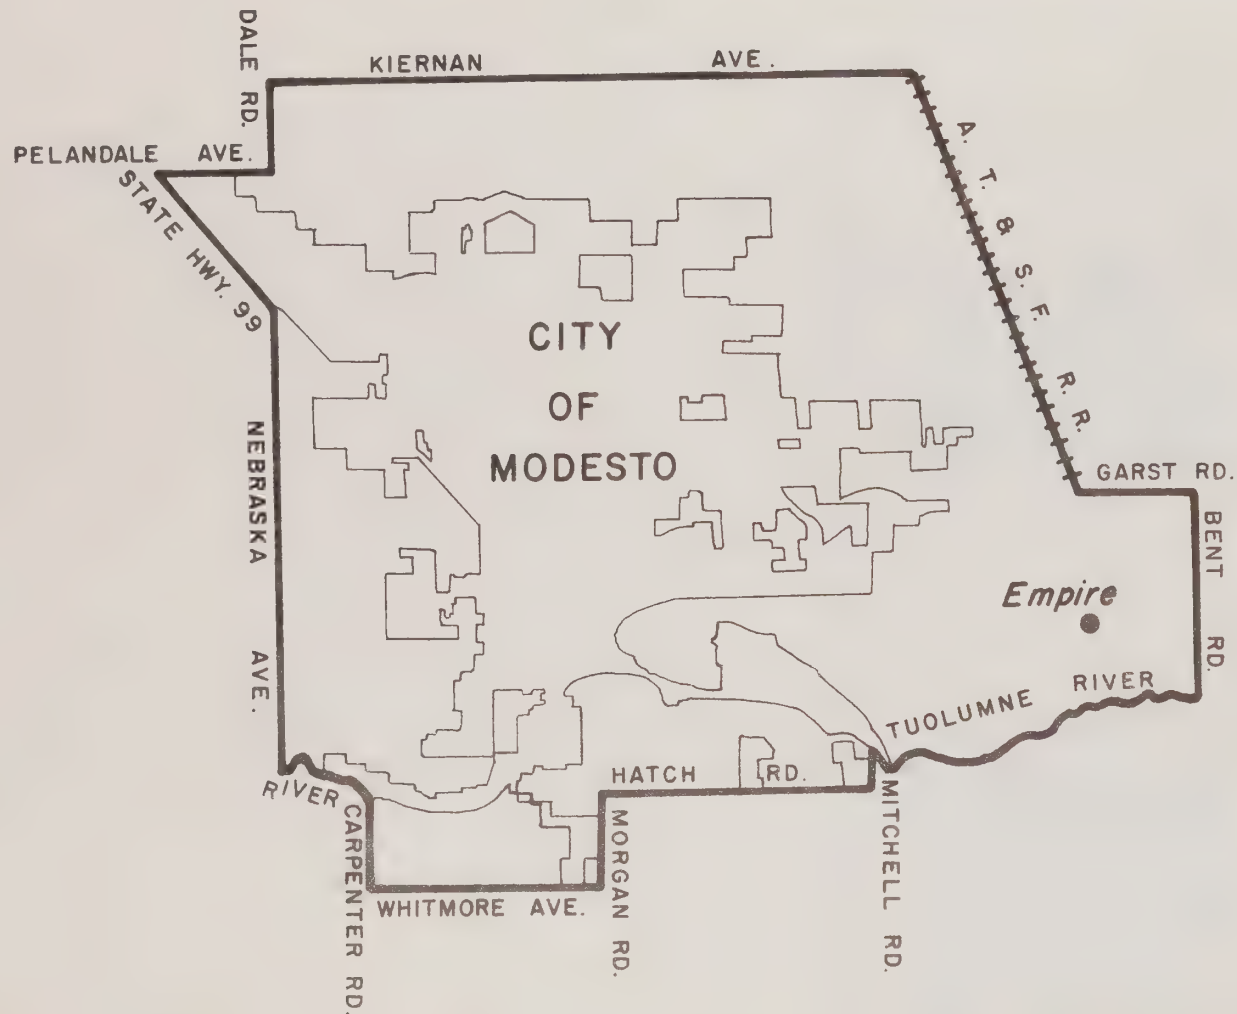 DALE RD.
KIERNAN AVE.
PELANDALE AVE.
STATE HWY. 99
A. T. & S. F. R. R.
CITY
OF
MODESTO
NEBRASKA AVE.
GARST RD.
BENT RD.
Empire
TUOLUMNE RIVER
HATCH RD.
RIVER
CARPENTER RD.
MORGAN RD.
MITCHELL RD.
WHITMORE AVE.